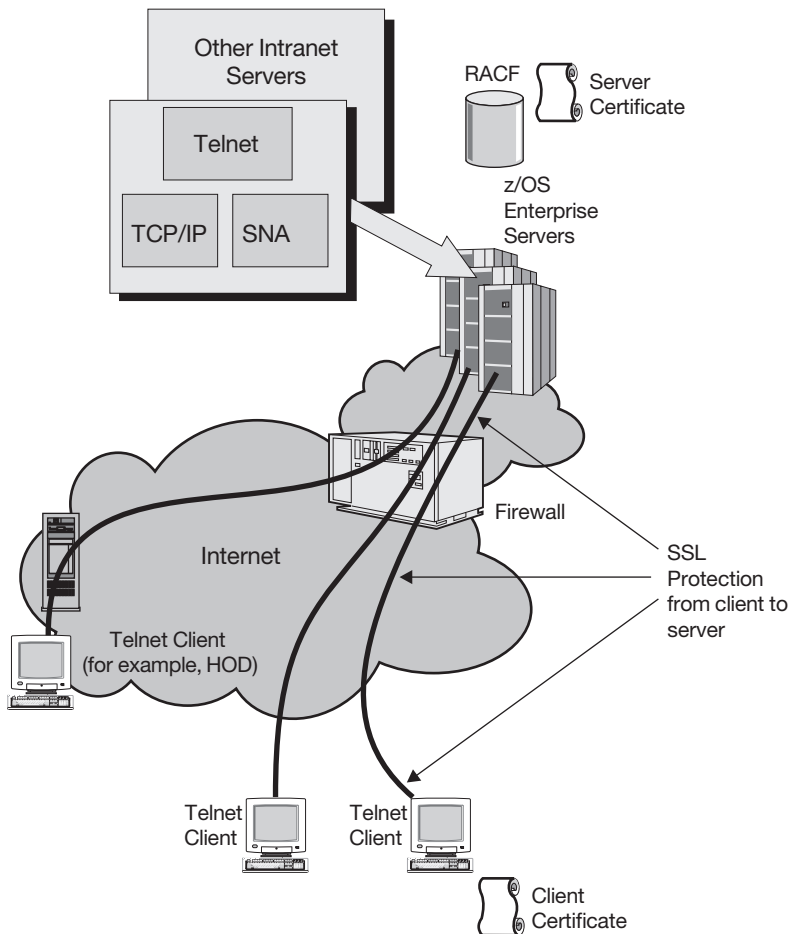 Other Intranet
Servers
RACF
Server
Certificate
Telnet
z/OS
Enterprise
Servers
TCP/IP
SNA
Firewall
Internet
SSL
Protection
from client to
server
Telnet Client
(for example, HOD)
Telnet
Client
Telnet
Client
Client
Certificate